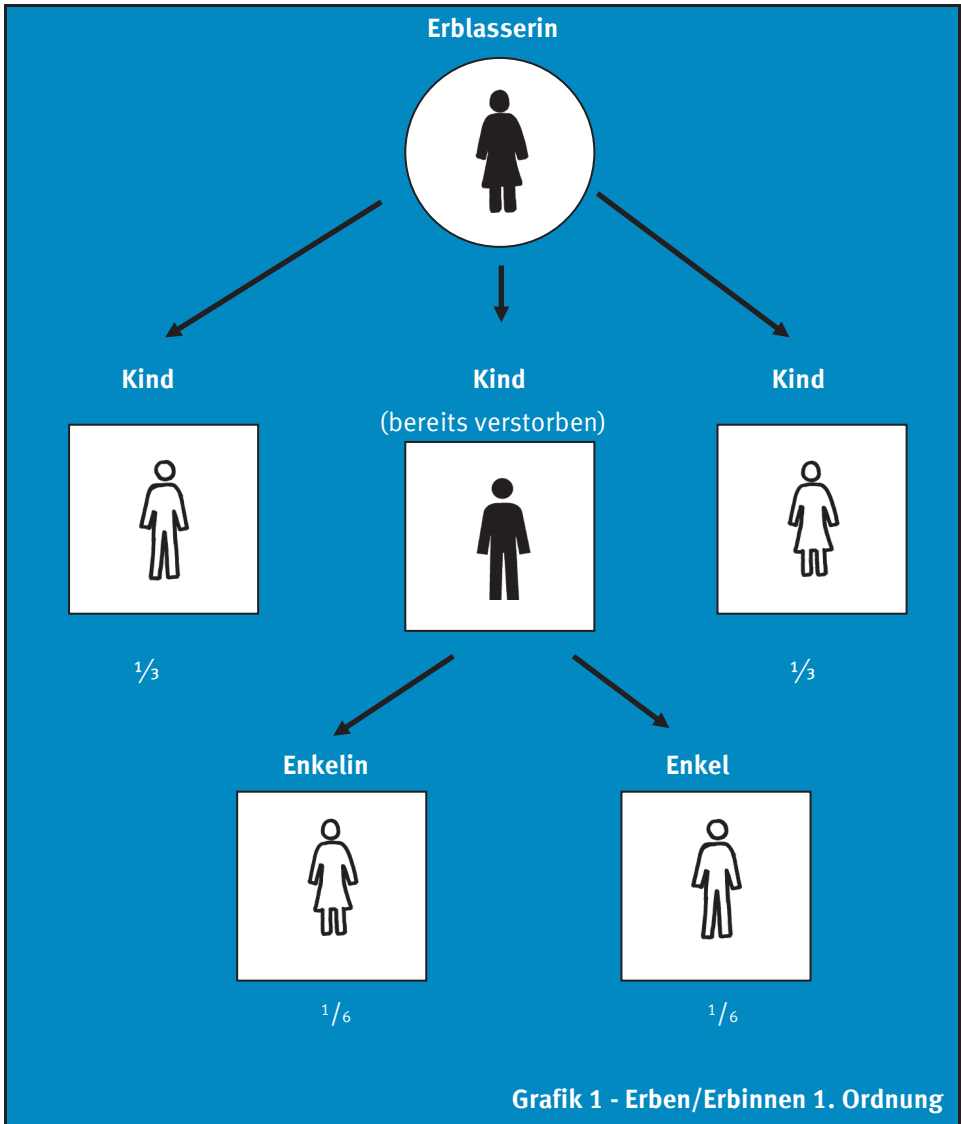 Erblasserin
Kind
Kind
Kind
(bereits verstorben)
⅓
⅓
Enkelin
Enkel
1/6
1/6
Grafik 1 - Erben/Erbinnen 1. Ordnung